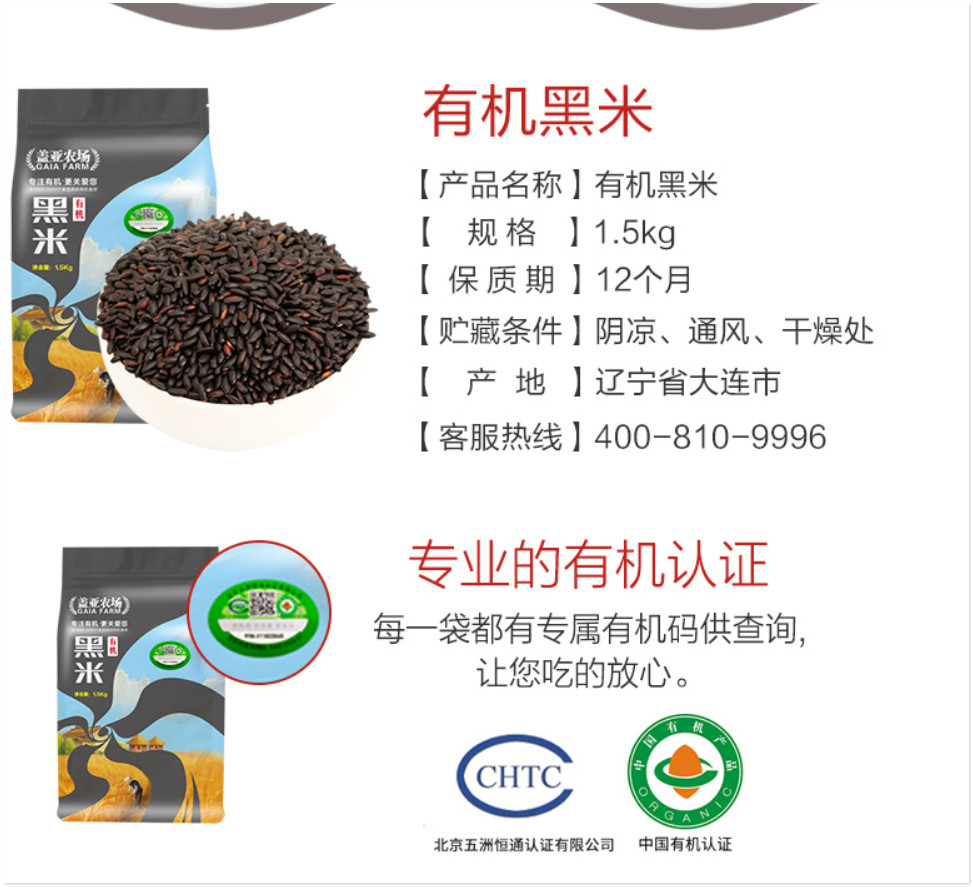 有机黑米
【产品名称】有机黑米
【规格】1.5kg
【保质期】12个月
【贮藏条件】阴凉、通风、干燥处
【产地】辽宁省大连市
【客服热线】400-810-9996
盖亚农场
GAIA FARM
专注有机·更关爱您
黑米
有机
净含量：1.5Kg
专业的有机认证
每一袋都有专属有机码供查询,
让您吃的放心。
盖亚农场
GAIA FARM
专注有机·更关爱您
黑米
有机
净含量：1.5Kg
CHTC
北京五洲恒通认证有限公司
中国有机产品
ORGANIC
中国有机认证